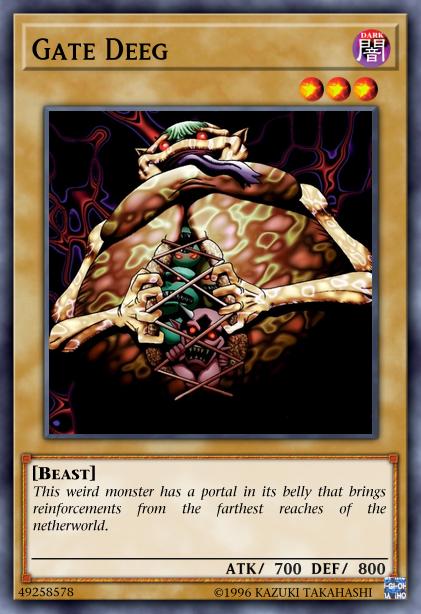 GATE DEEG
DARK
闇
[BEAST]
This weird monster has a portal in its belly that brings
reinforcements from the farthest reaches of the
netherworld.
ATK/ 700 DEF/ 800
49258578
©1996 KAZUKI TAKAHASHI